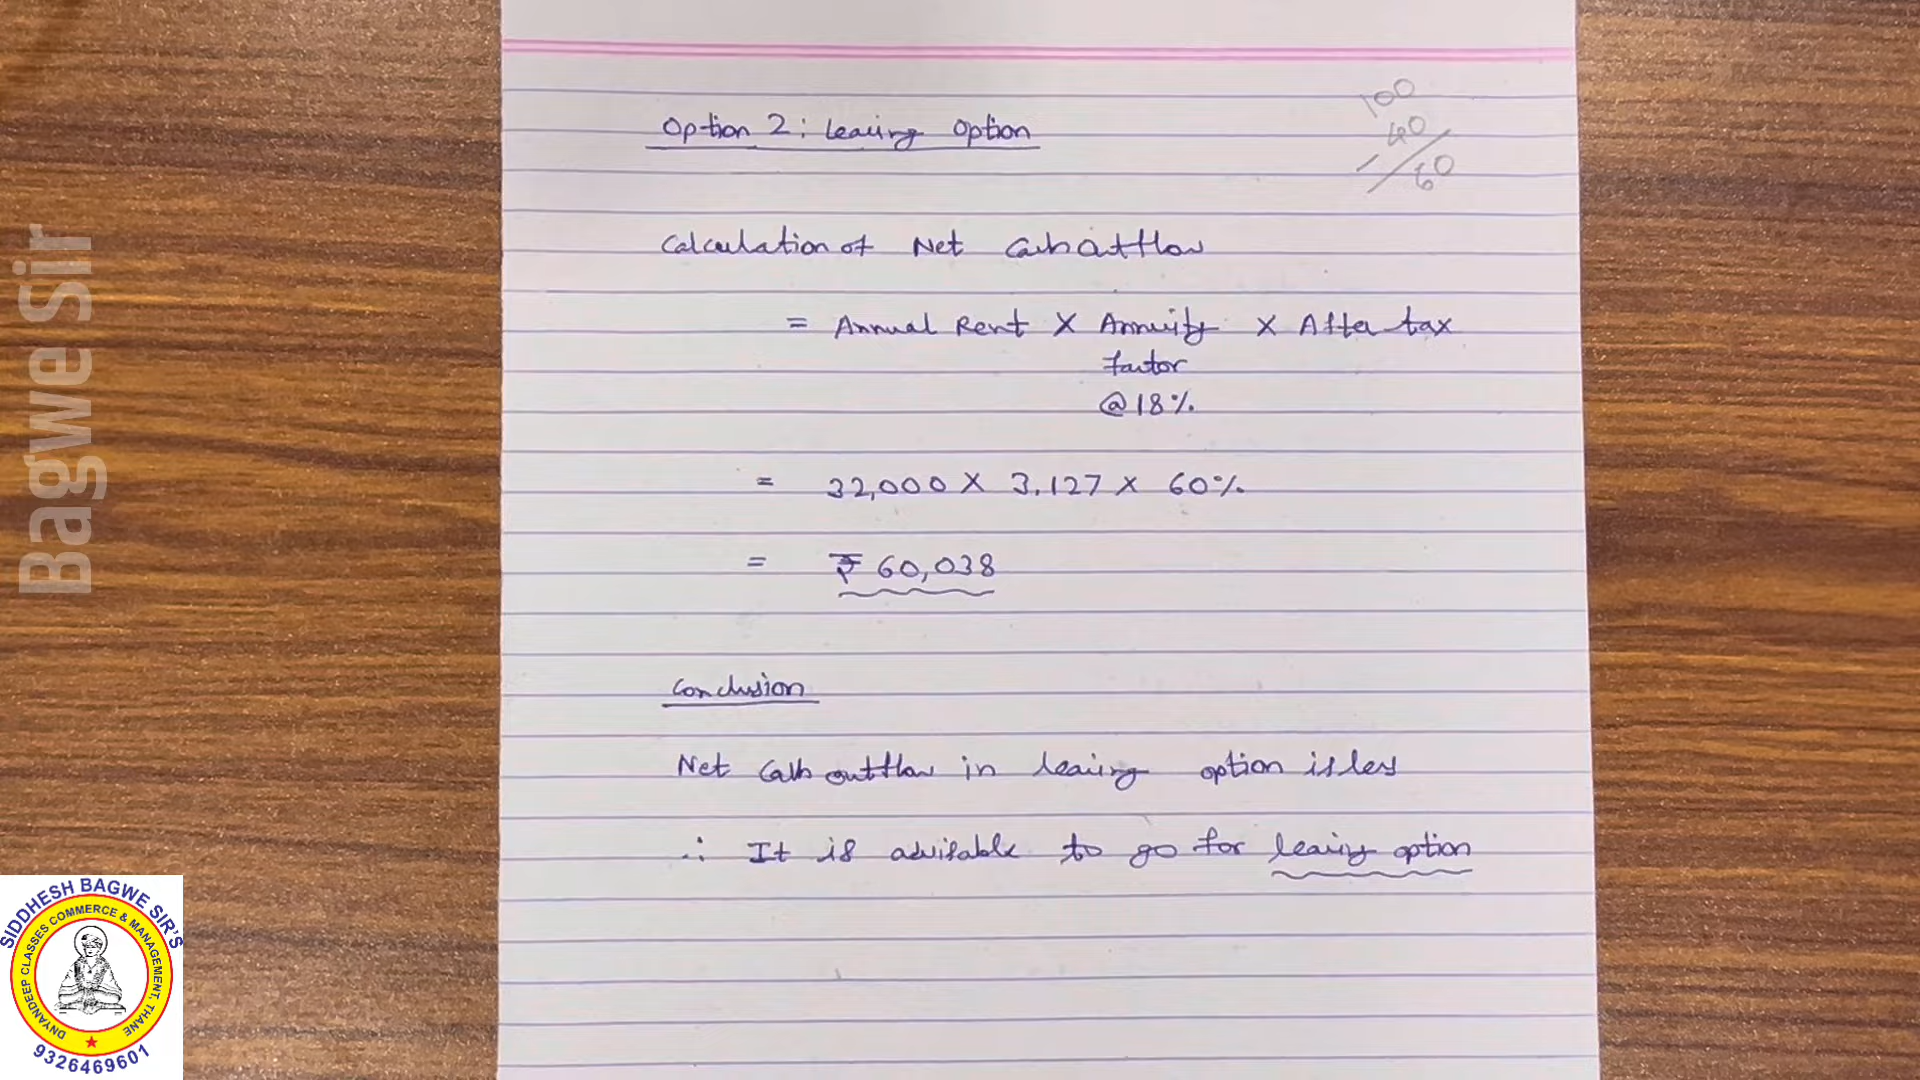 100
Option 2: Leasing Option
- 40
60
Calculation of Net Cash Outflow
= Annual Rent X Annuity X After tax
factor
@18%
= 32,000 X 3.127 X 60%
= ₹ 60,038
Conclusion
Net Cash outflow in leasing option is less
∴ It is advisable to go for leasing option
Bagwe Sir
SIDDHESH BAGWE SIR'S
DNYANDEEP CLASSES COMMERCE & MANAGEMENT, THANE
9326469601